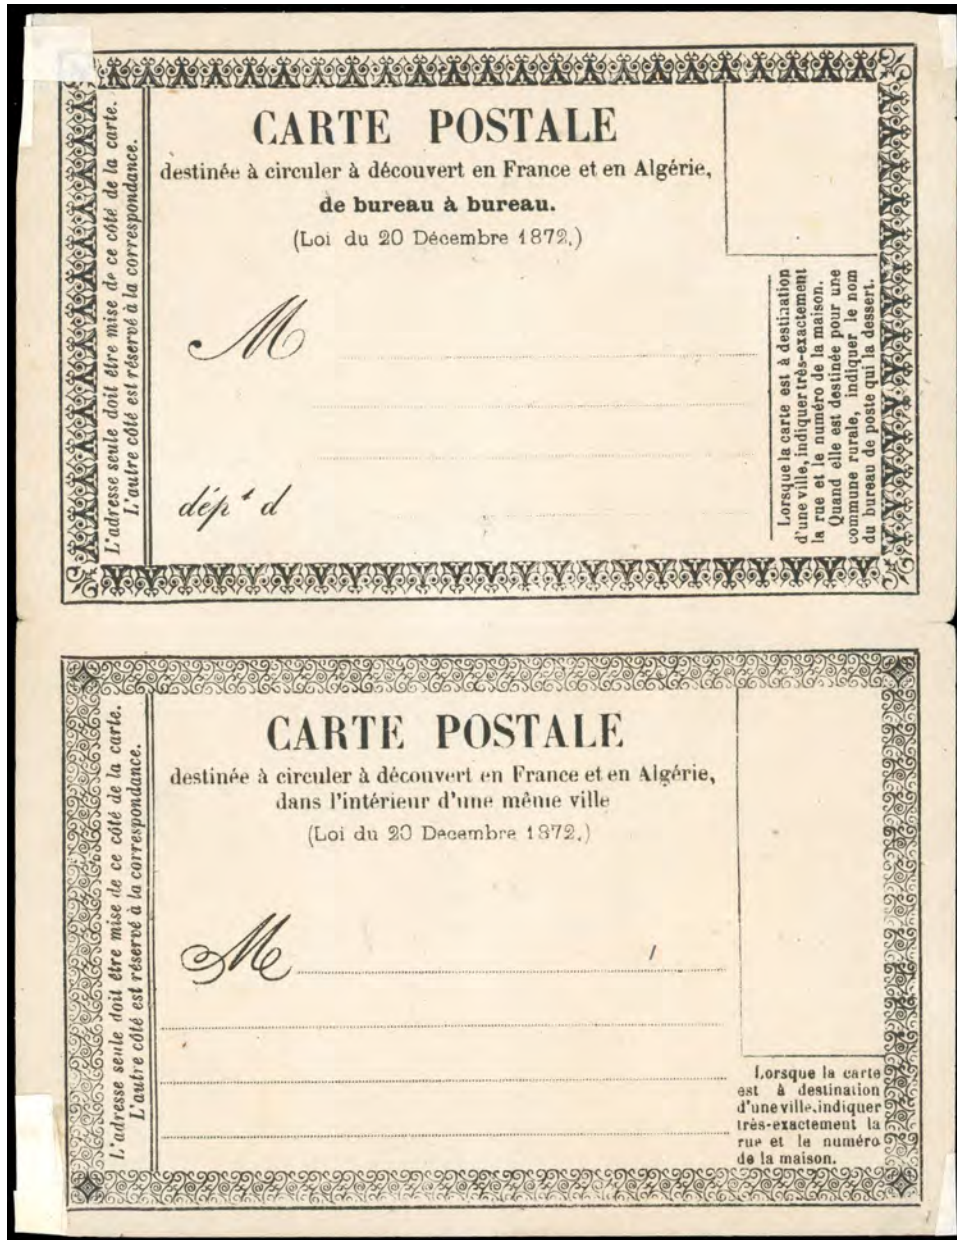 CARTE POSTALE
destinée à circuler à découvert en France et en Algérie,
de bureau à bureau.
(Loi du 20 Décembre 1872.)
L'adresse seule doit être mise de ce côté de la carte.
L'autre côté est réservé à la correspondance.
M
dépt d
Lorsque la carte est à destination
d'une ville, indiquer très-exactement
la rue et le numéro de la maison.
Quand elle est destinée pour une
commune rurale, indiquer le nom
du bureau de poste qui la dessert.
CARTE POSTALE
destinée à circuler à découvert en France et en Algérie,
dans l'intérieur d'une même ville
(Loi du 20 Decembre 1872.)
L'adresse seule doit être mise de ce côté de la carte.
L'autre côté est réservé à la correspondance.
M
Lorsque la carte
est à destination
d'une ville, indiquer
très-exactement la
rue et le numéro
de la maison.